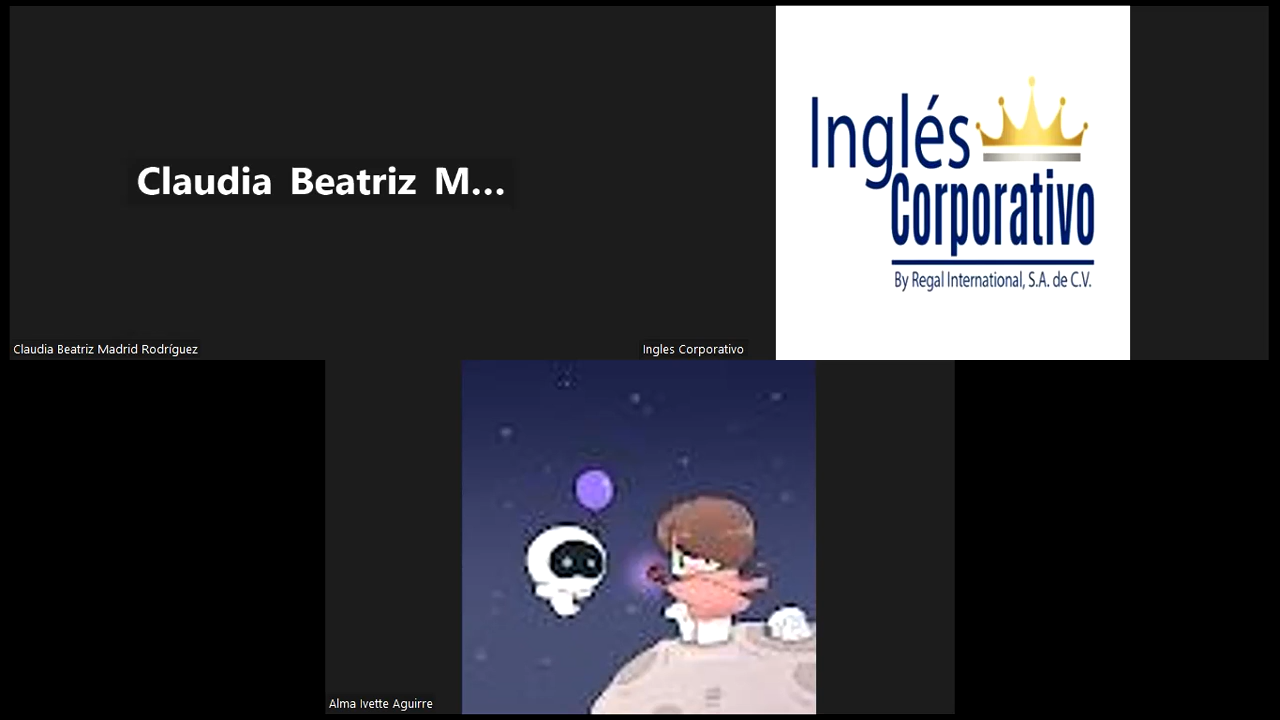 Claudia Beatriz M...
Inglés
Corporativo
By Regal International, S.A. de C.V.
Claudia Beatriz Madrid Rodríguez
Ingles Corporativo
Alma Ivette Aguirre